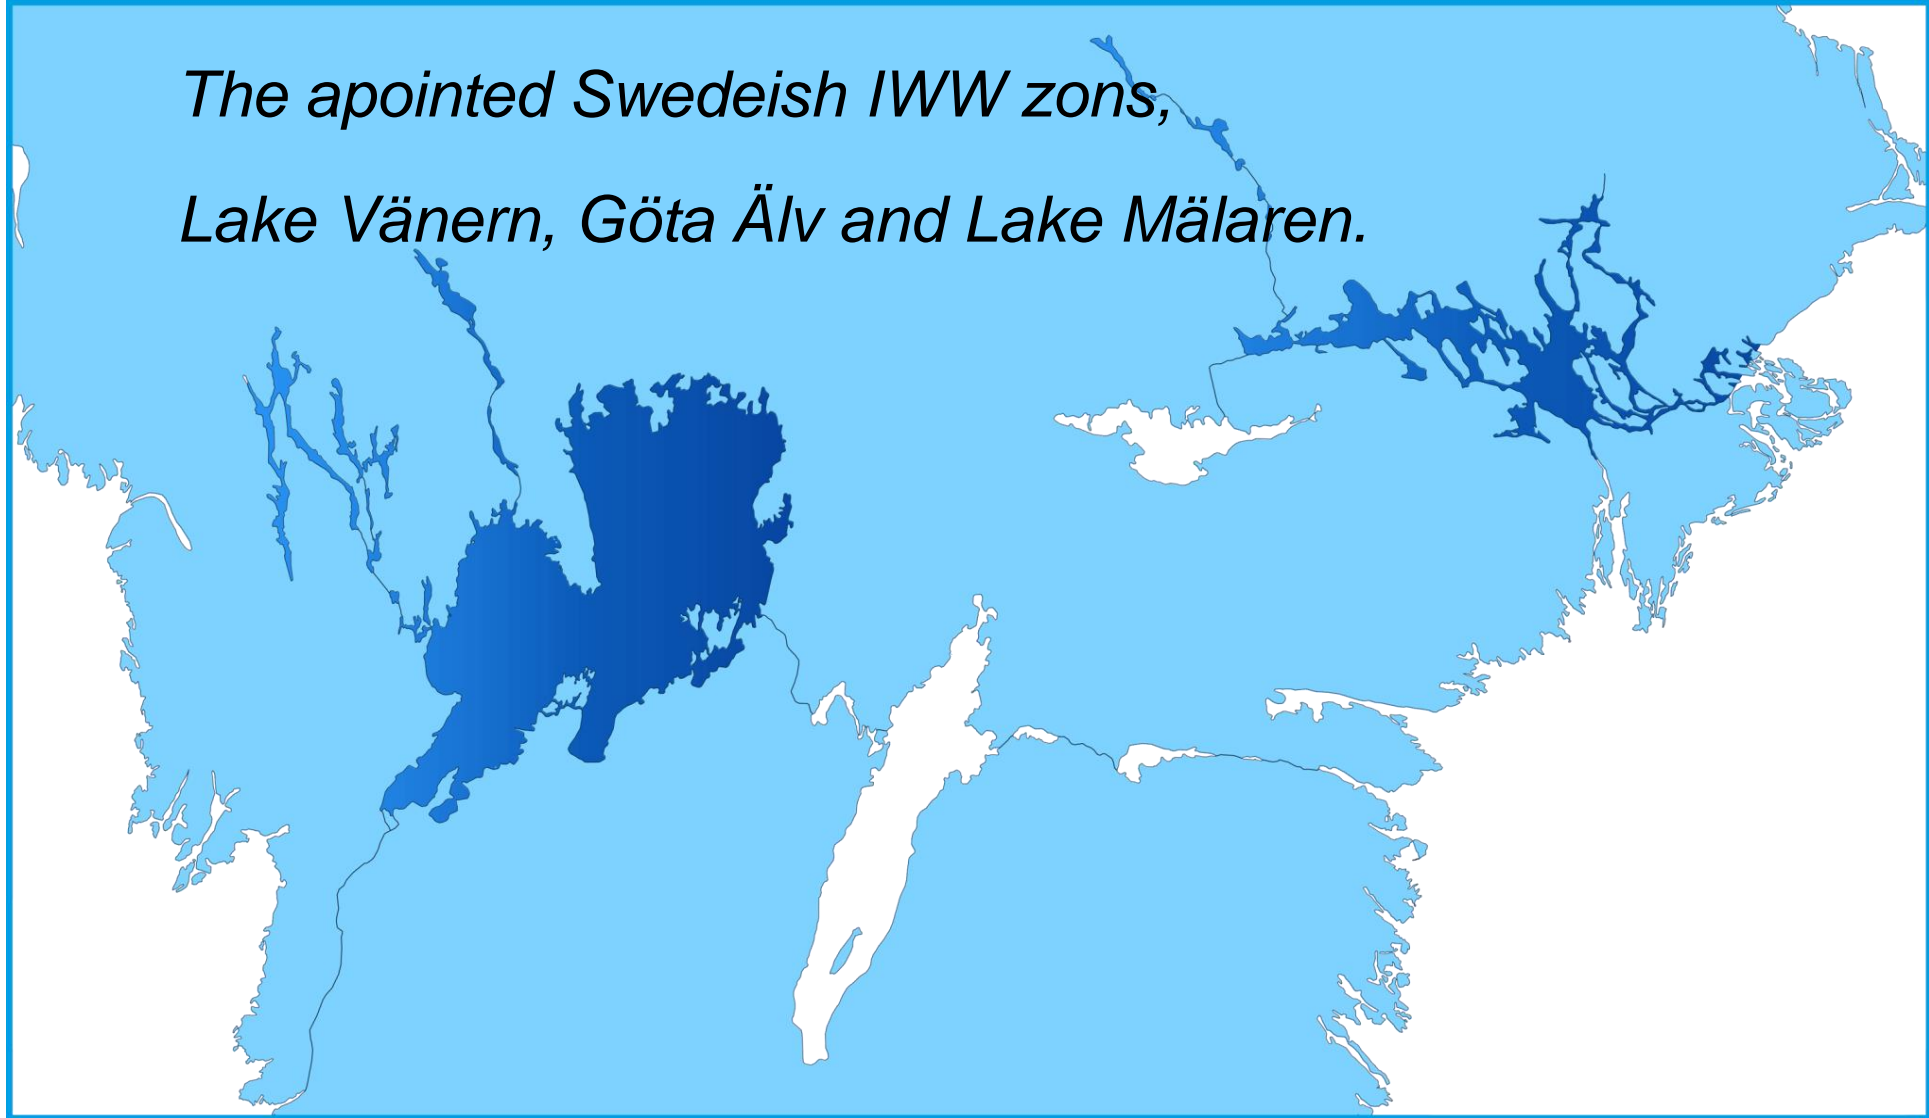 The apointed Swedeish IWW zons,
Lake Vänern, Göta Älv and Lake Mälaren.